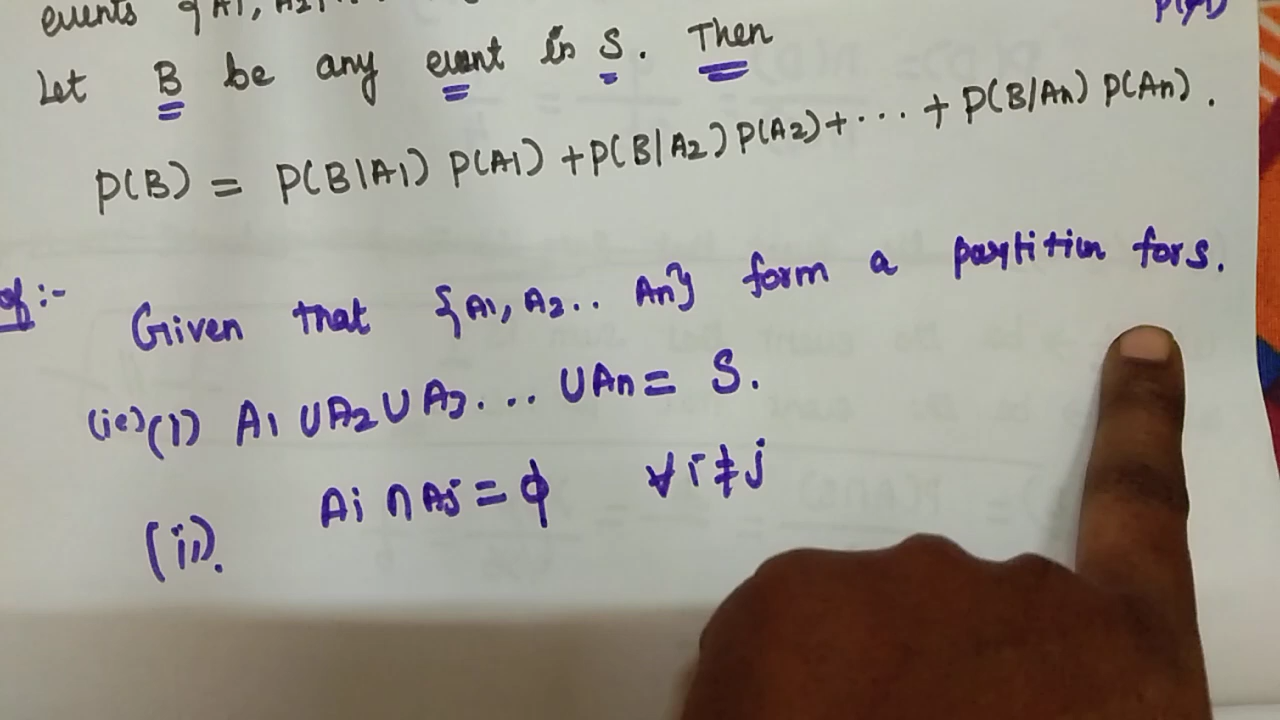 events {A1, A2,
Let B be any event in S. Then
P(B) = P(B|A1) P(A1) + P(B|A2) P(A2) + ... + P(B/An) P(An).
Given that {A1, A2.. An} form a partition for S.
(ie) (1) A1 ∪ A2 ∪ A3... ∪ An = S.
(ii). Ai ∩ Aj = ϕ ∀ i ≠ j